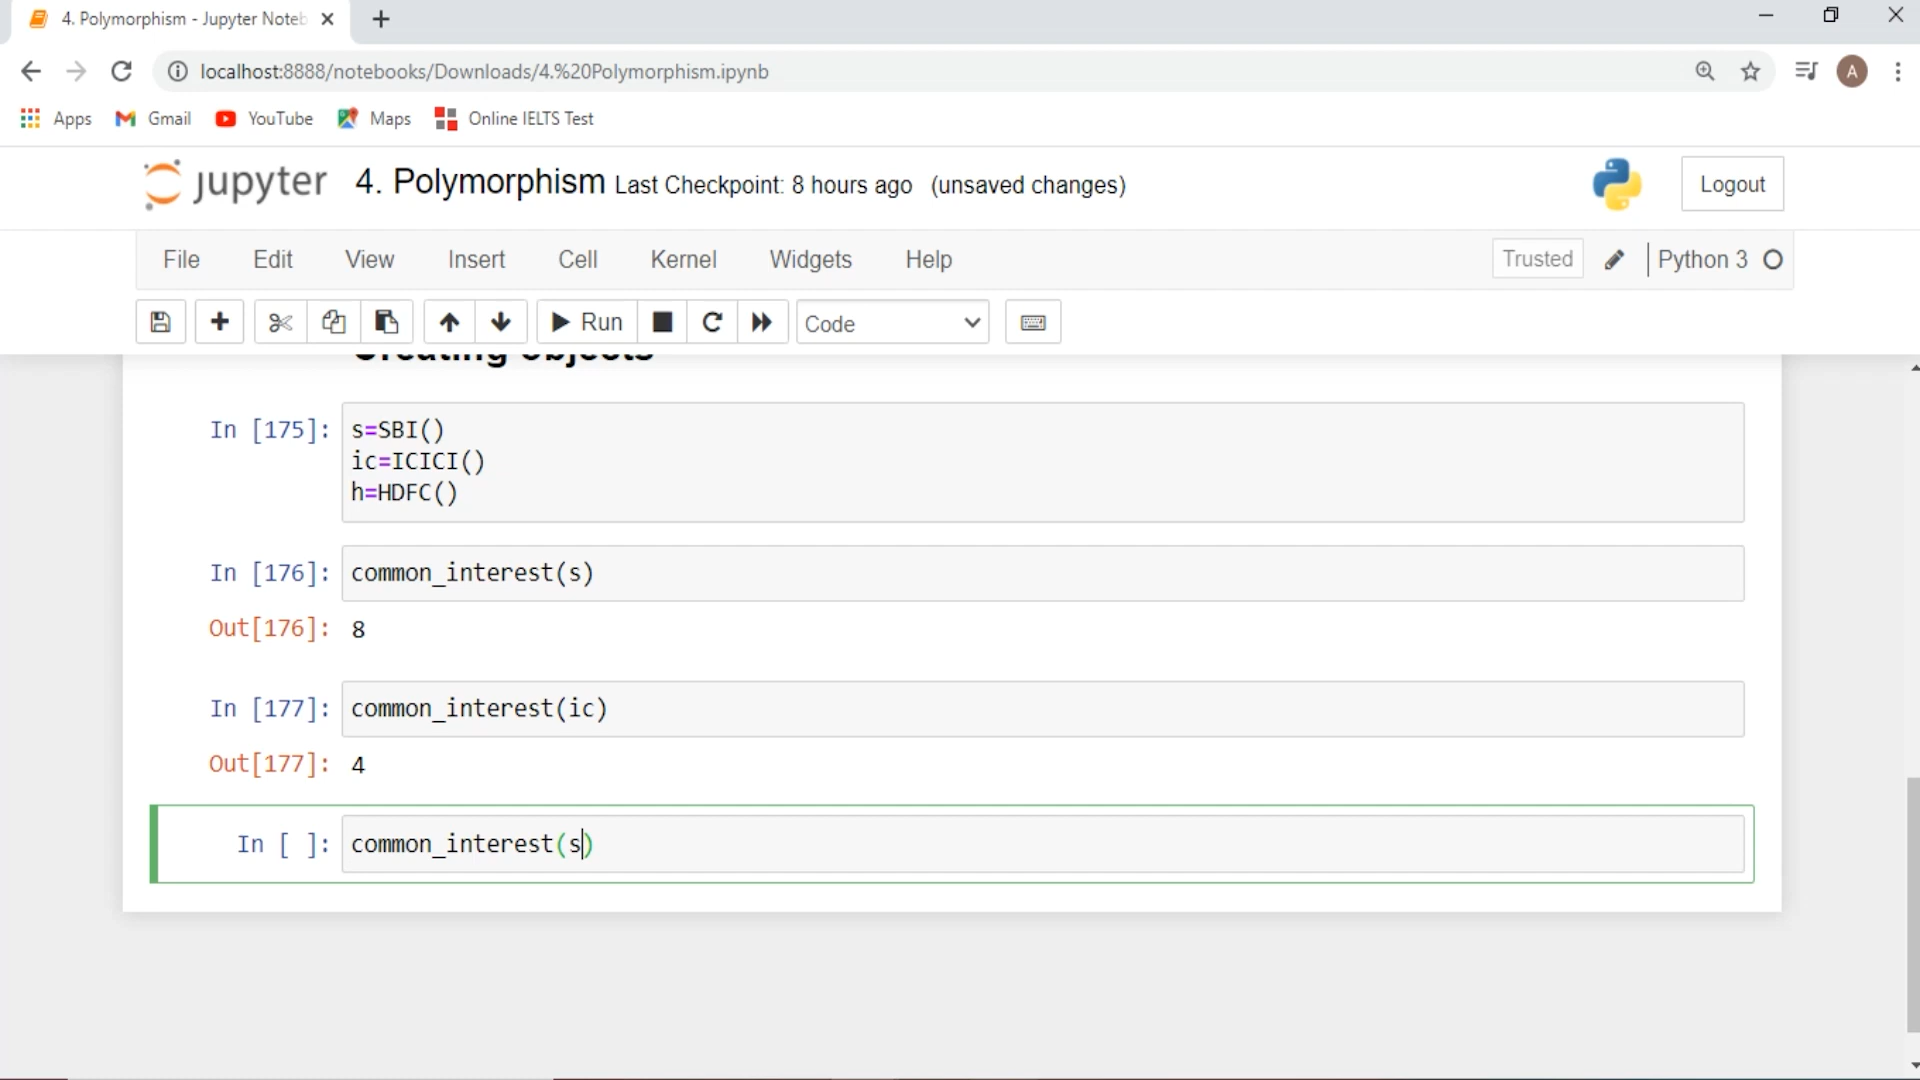 4. Polymorphism - Jupyter Noteb
localhost:8888/notebooks/Downloads/4.%20Polymorphism.ipynb
A
Apps Gmail YouTube Maps Online IELTS Test
jupyter 4. Polymorphism Last Checkpoint: 8 hours ago (unsaved changes)
Logout
File Edit View Insert Cell Kernel Widgets Help Trusted Python 3
Run Code
Creating objects
In [175]: s=SBI()
ic=ICICI()
h=HDFC()
In [176]: common_interest(s)
Out[176]: 8
In [177]: common_interest(ic)
Out[177]: 4
In [ ]: common_interest(s)